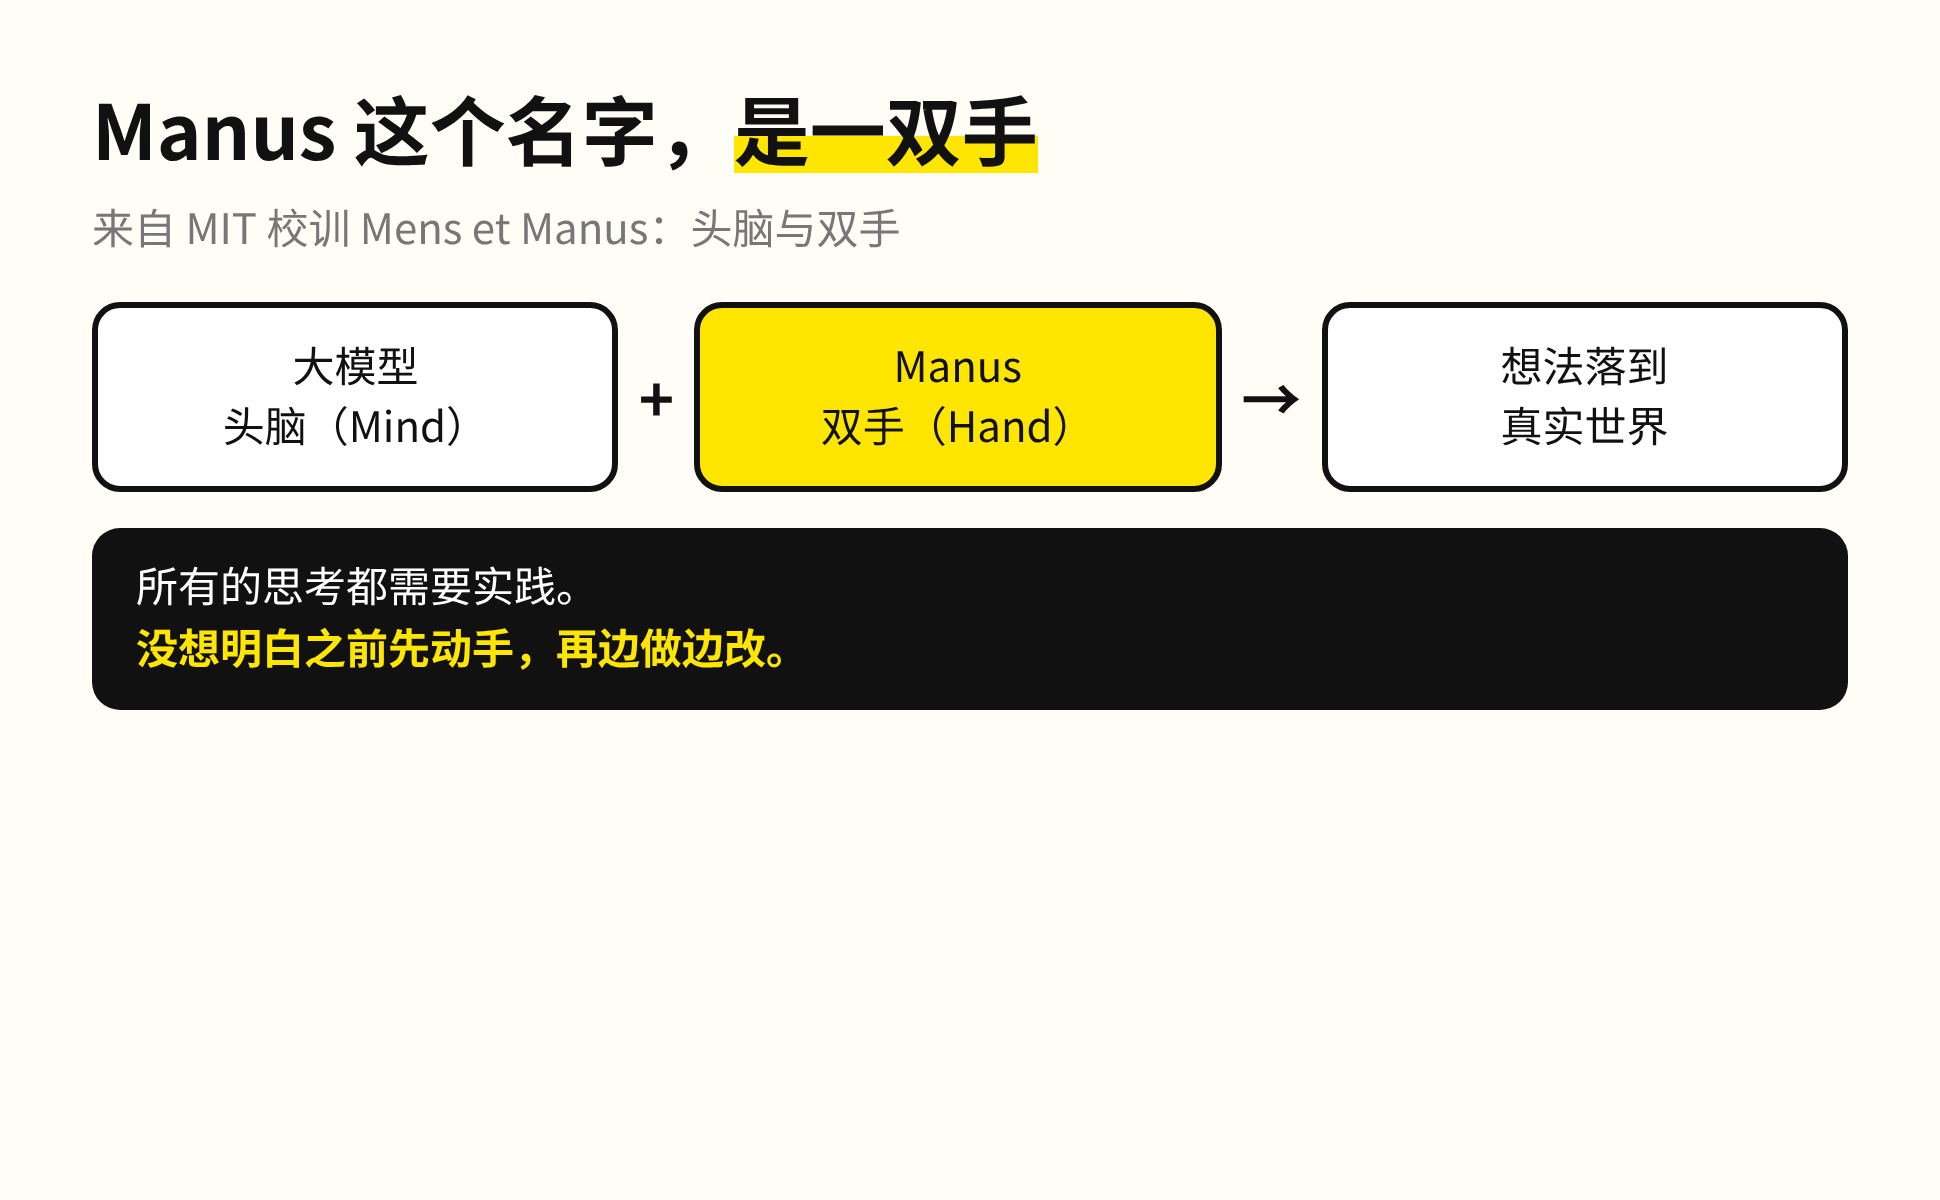 Manus 这个名字，是一双手
来自 MIT 校训 Mens et Manus：头脑与双手
大模型
头脑（Mind）
+
Manus
双手（Hand）
→
想法落到
真实世界
所有的思考都需要实践。
没想明白之前先动手，再边做边改。